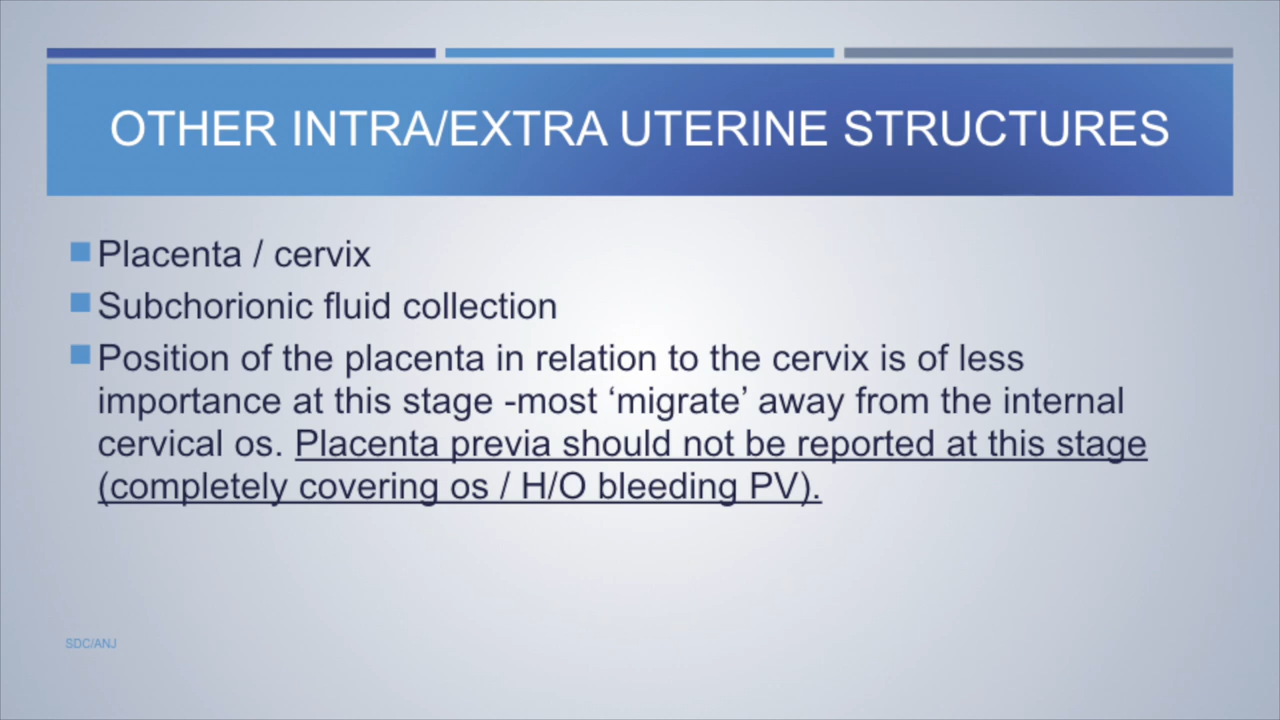 OTHER INTRA/EXTRA UTERINE STRUCTURES
Placenta / cervix
Subchorionic fluid collection
Position of the placenta in relation to the cervix is of less
importance at this stage -most ‘migrate’ away from the internal
cervical os. Placenta previa should not be reported at this stage
(completely covering os / H/O bleeding PV).
SDC/ANJ